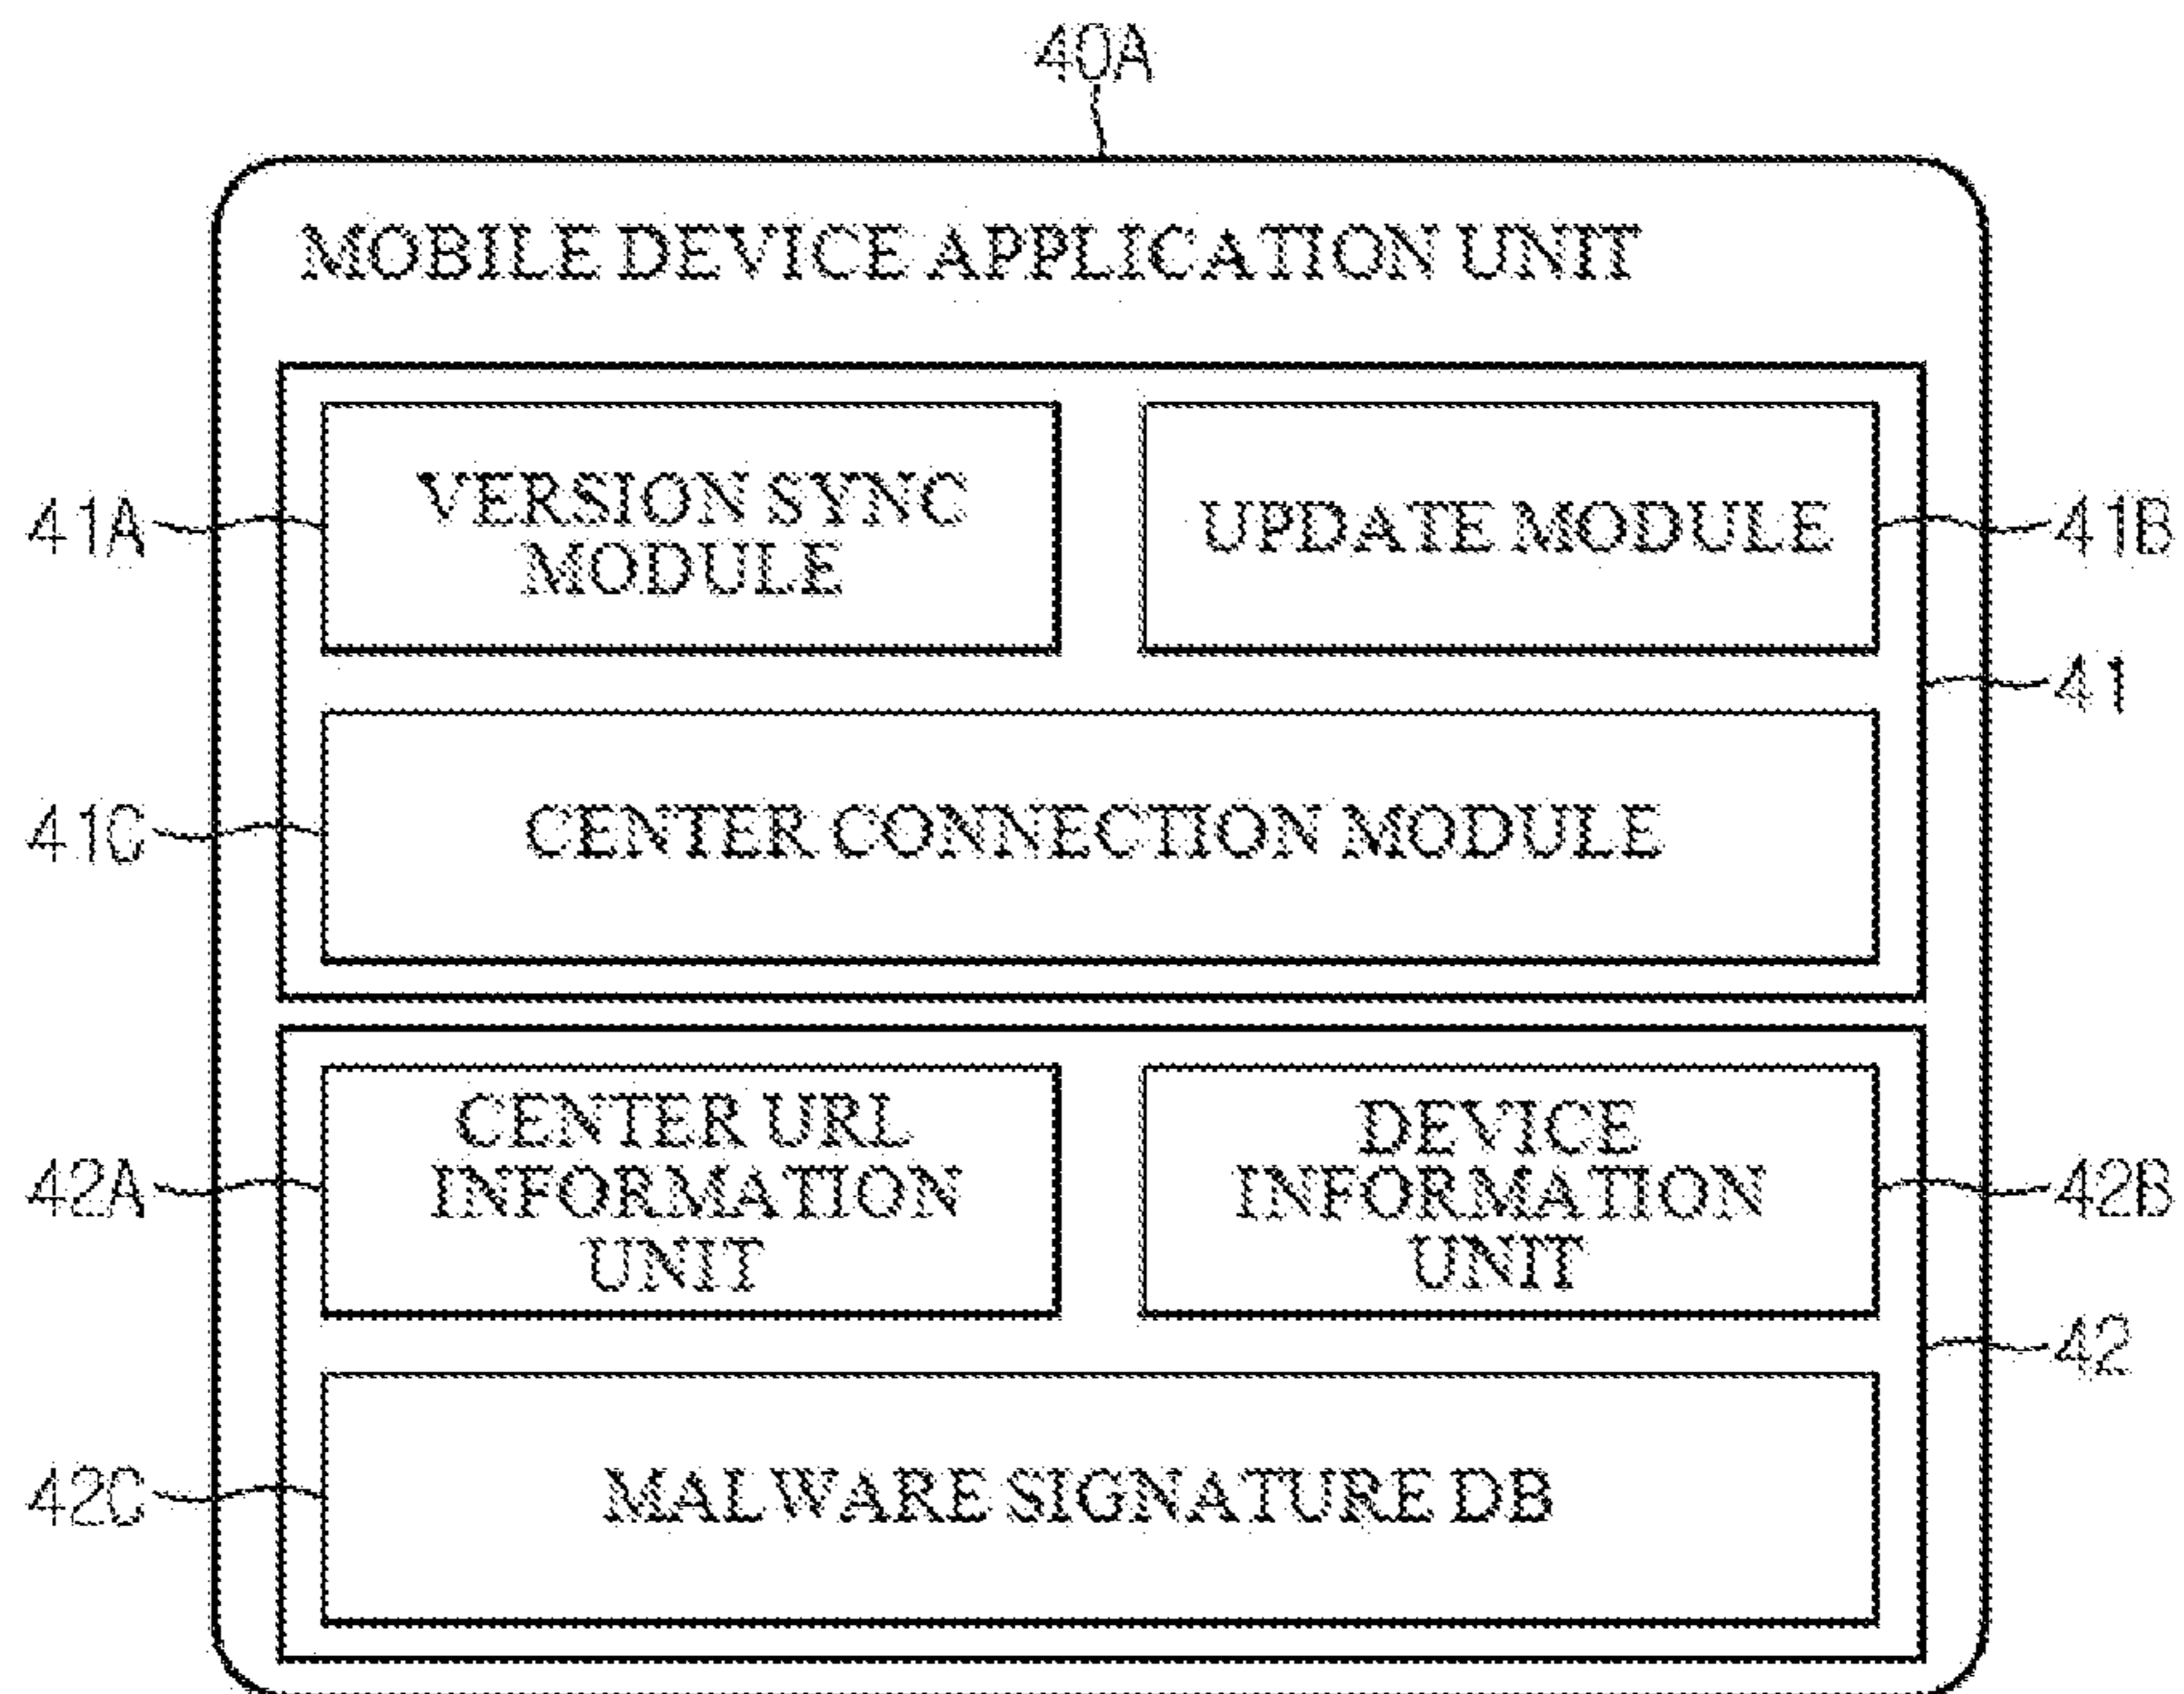 40A
MOBILE DEVICE APPLICATION UNIT
VERSION SYNC
MODULE
UPDATE MODULE
41A
41B
41
CENTER CONNECTION MODULE
41C
CENTER URL
INFORMATION
UNIT
DEVICE
INFORMATION
UNIT
42A
42B
42
MALWARE SIGNATURE DB
42C